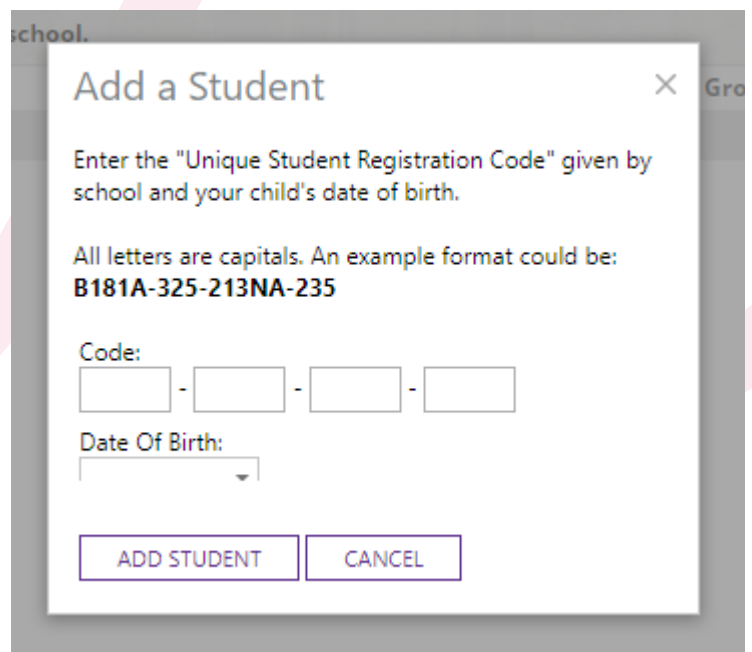 school.
Gro
Add a Student
Enter the "Unique Student Registration Code" given by
school and your child's date of birth.
All letters are capitals. An example format could be:
B181A-325-213NA-235
Code:
- - -
Date Of Birth:
ADD STUDENT CANCEL